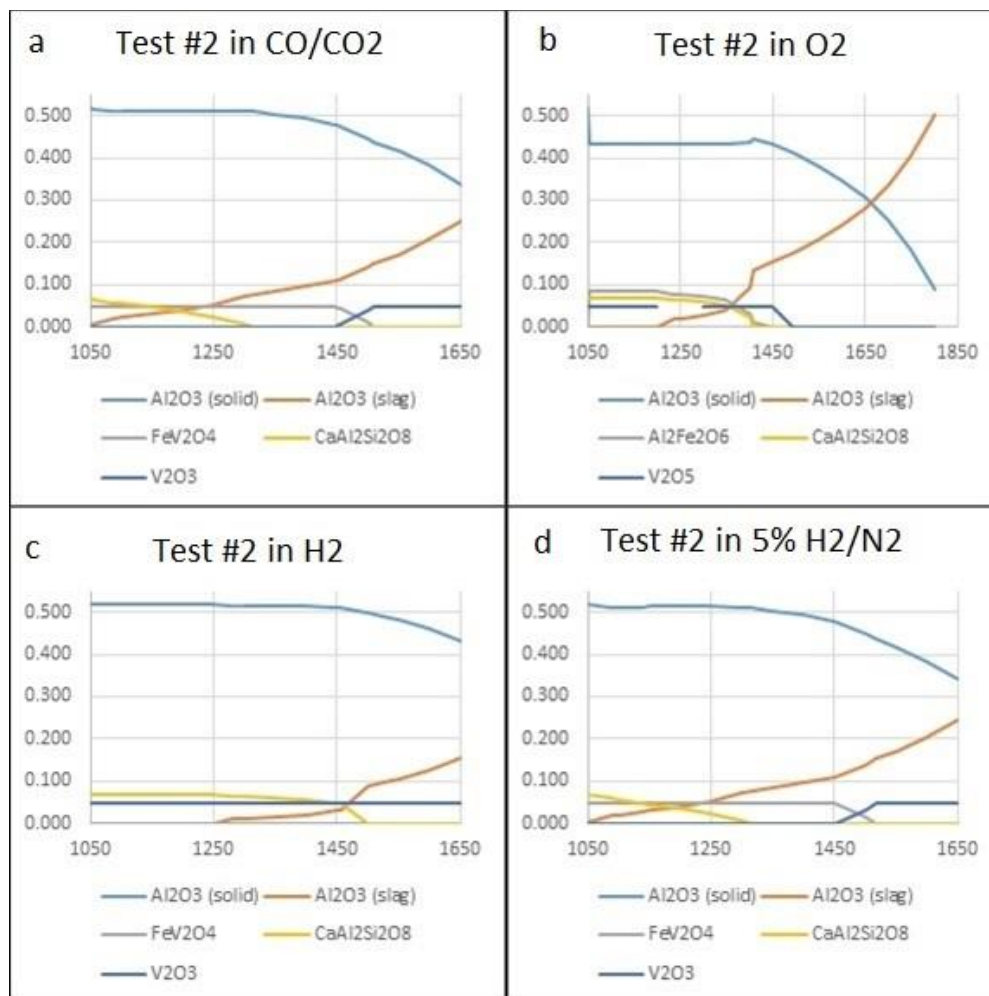 a Test #2 in CO/CO2
0.500
0.400
0.300
0.200
0.100
0.000
1050 1250 1450 1650
Al2O3 (solid) Al2O3 (slag)
FeV2O4 CaAl2Si2O8
V2O3
b Test #2 in O2
0.500
0.400
0.300
0.200
0.100
0.000
1050 1250 1450 1650 1850
Al2O3 (solid) Al2O3 (slag)
Al2Fe2O6 CaAl2Si2O8
V2O5
c Test #2 in H2
0.500
0.400
0.300
0.200
0.100
0.000
1050 1250 1450 1650
Al2O3 (solid) Al2O3 (slag)
FeV2O4 CaAl2Si2O8
V2O3
d Test #2 in 5% H2/N2
0.500
0.400
0.300
0.200
0.100
0.000
1050 1250 1450 1650
Al2O3 (solid) Al2O3 (slag)
FeV2O4 CaAl2Si2O8
V2O3